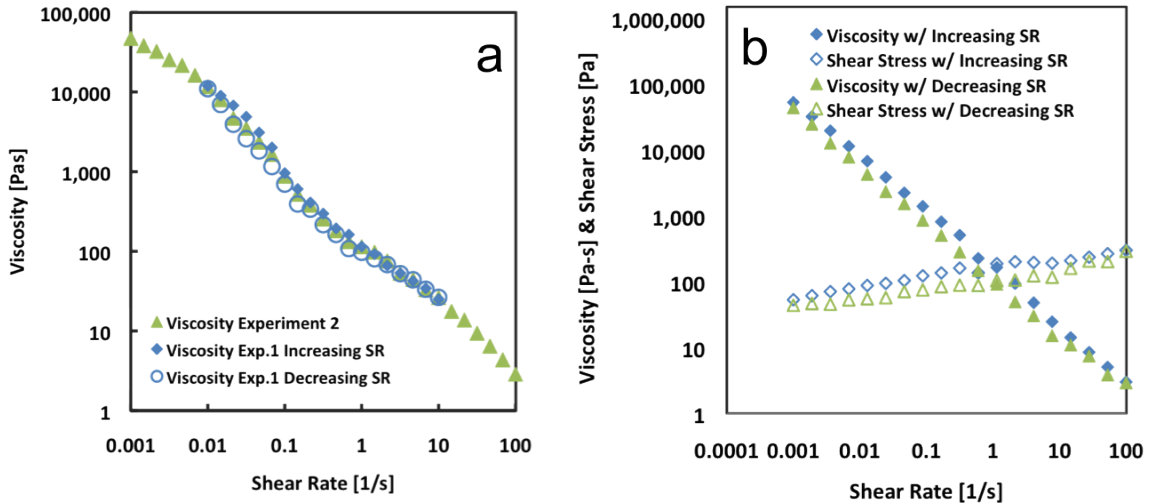 a
100,000
10,000
1,000
100
10
1
Viscosity [Pas]
Viscosity Experiment 2
Viscosity Exp.1 Increasing SR
Viscosity Exp.1 Decreasing SR
0.001 0.01 0.1 1 10 100
Shear Rate [1/s]
b
1,000,000
100,000
10,000
1,000
100
10
1
Viscosity [Pa-s] & Shear Stress [Pa]
Viscosity w/ Increasing SR
Shear Stress w/ Increasing SR
Viscosity w/ Decreasing SR
Shear Stress w/ Decreasing SR
0.0001 0.001 0.01 0.1 1 10 100
Shear Rate [1/s]